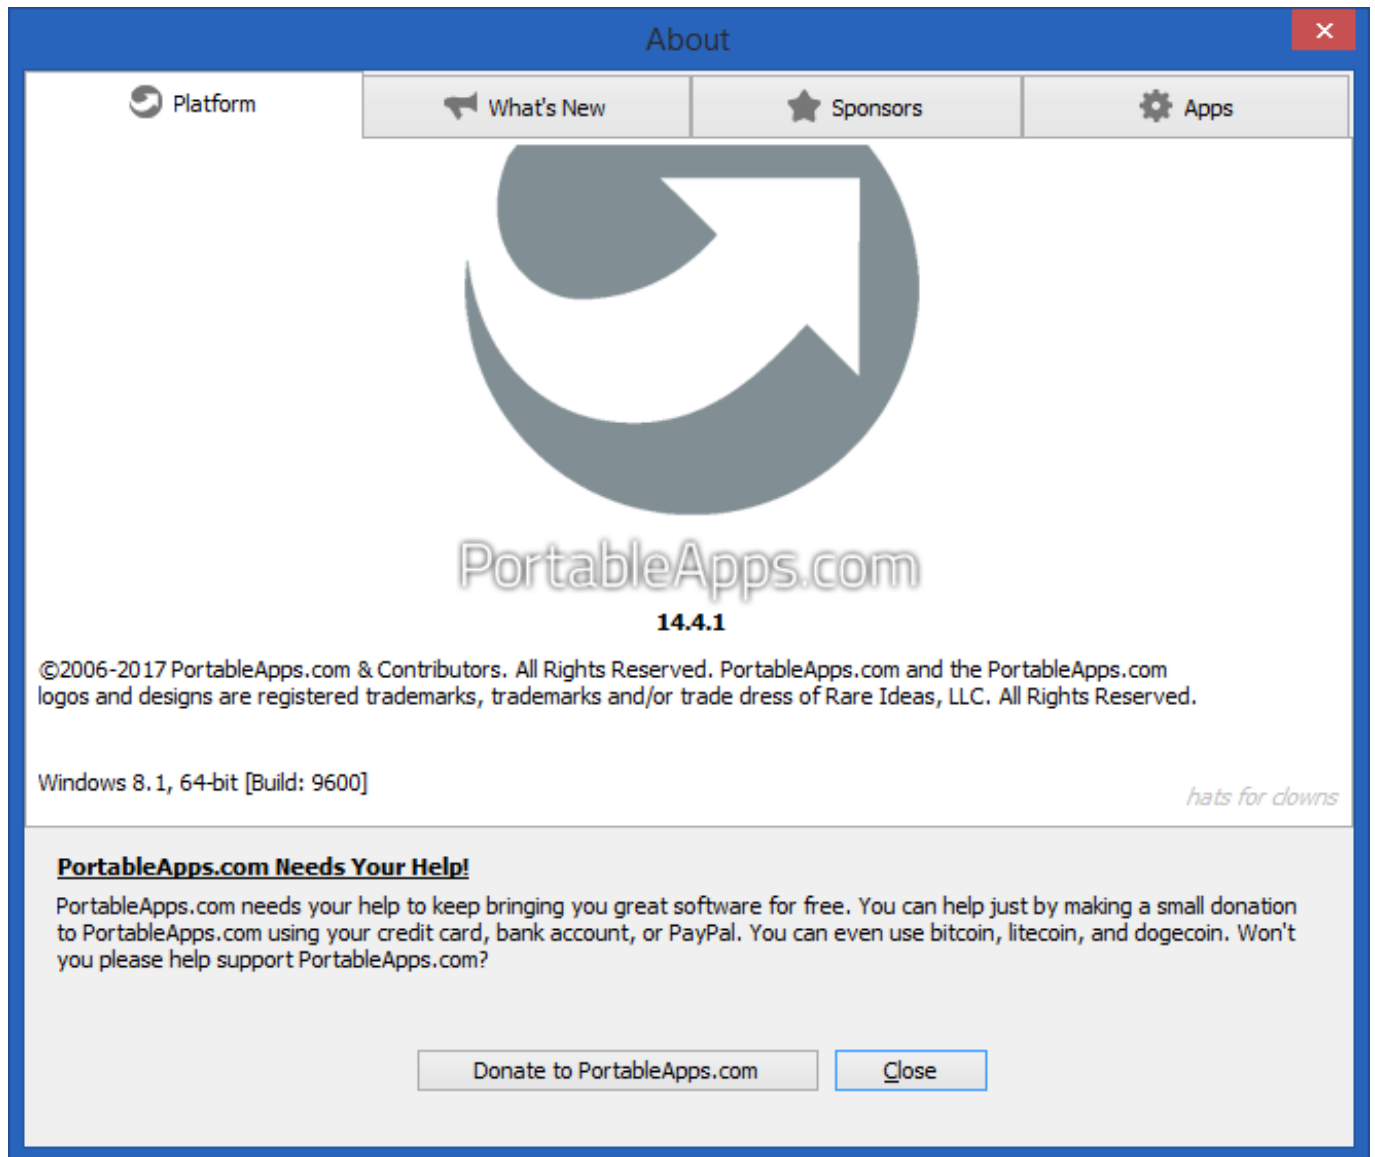 About
Platform
What's New
Sponsors
Apps
PortableApps.com
14.4.1
©2006-2017 PortableApps.com & Contributors. All Rights Reserved. PortableApps.com and the PortableApps.com
logos and designs are registered trademarks, trademarks and/or trade dress of Rare Ideas, LLC. All Rights Reserved.
Windows 8.1, 64-bit [Build: 9600]
hats for clowns
PortableApps.com Needs Your Help!
PortableApps.com needs your help to keep bringing you great software for free. You can help just by making a small donation
to PortableApps.com using your credit card, bank account, or PayPal. You can even use bitcoin, litecoin, and dogecoin. Won't
you please help support PortableApps.com?
Donate to PortableApps.com
Close